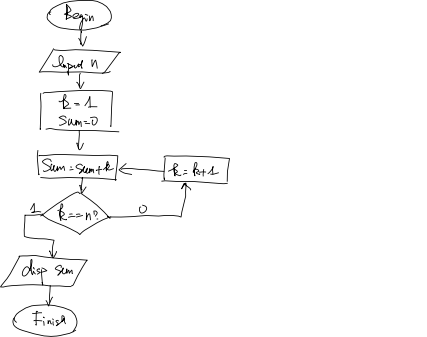 Begin
Input n
k = 1
Sum=0
Sum = sum + k
k = k+1
k == n?
1
0
disp sum
Finish